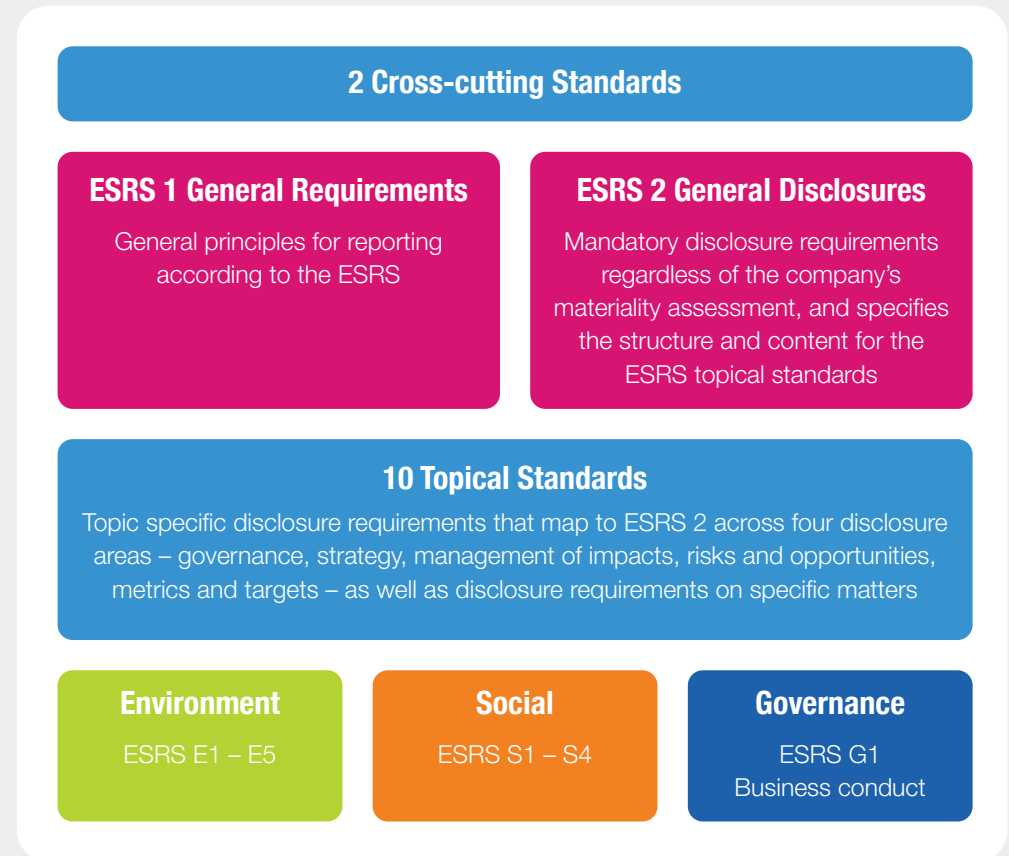 2 Cross-cutting Standards
ESRS 1 General Requirements
General principles for reporting
according to the ESRS
ESRS 2 General Disclosures
Mandatory disclosure requirements
regardless of the company’s
materiality assessment, and specifies
the structure and content for the
ESRS topical standards
10 Topical Standards
Topic specific disclosure requirements that map to ESRS 2 across four disclosure
areas – governance, strategy, management of impacts, risks and opportunities,
metrics and targets – as well as disclosure requirements on specific matters
Environment
ESRS E1 – E5
Social
ESRS S1 – S4
Governance
ESRS G1
Business conduct